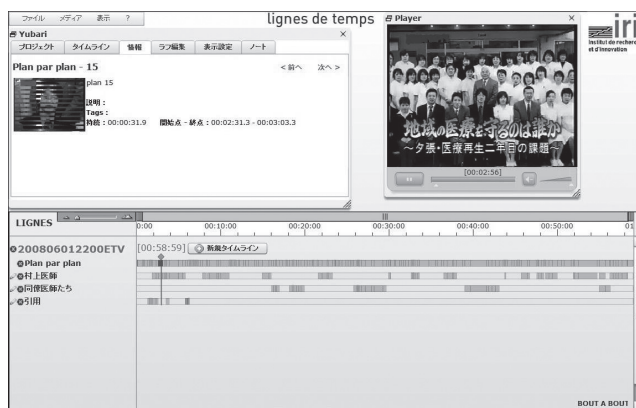 ファイル メディア 表示 ?
lignes de temps
Yubari
プロジェクト タイムライン 情報 ラフ編集 表示設定 ノート
Plan par plan - 15
< 前へ 次へ >
plan 15
説明 :
Tags :
持続 : 00:00:31.9 開始点 - 終点 : 00:02:31.3 - 00:03:03.3
Player
地域の医療を守るのは誰か
～夕張・医療再生二年目の課題～
[00:02:56]
iri
Institut de recherc
et d'innovation
LIGNES
0:00 00:10:00 00:20:00 00:30:00 00:40:00 00:50:00 01
200806012200ETV
[00:58:59] 新規タイムライン
Plan par plan
村上医師
同僚医師たち
引用
BOUT A BOUT